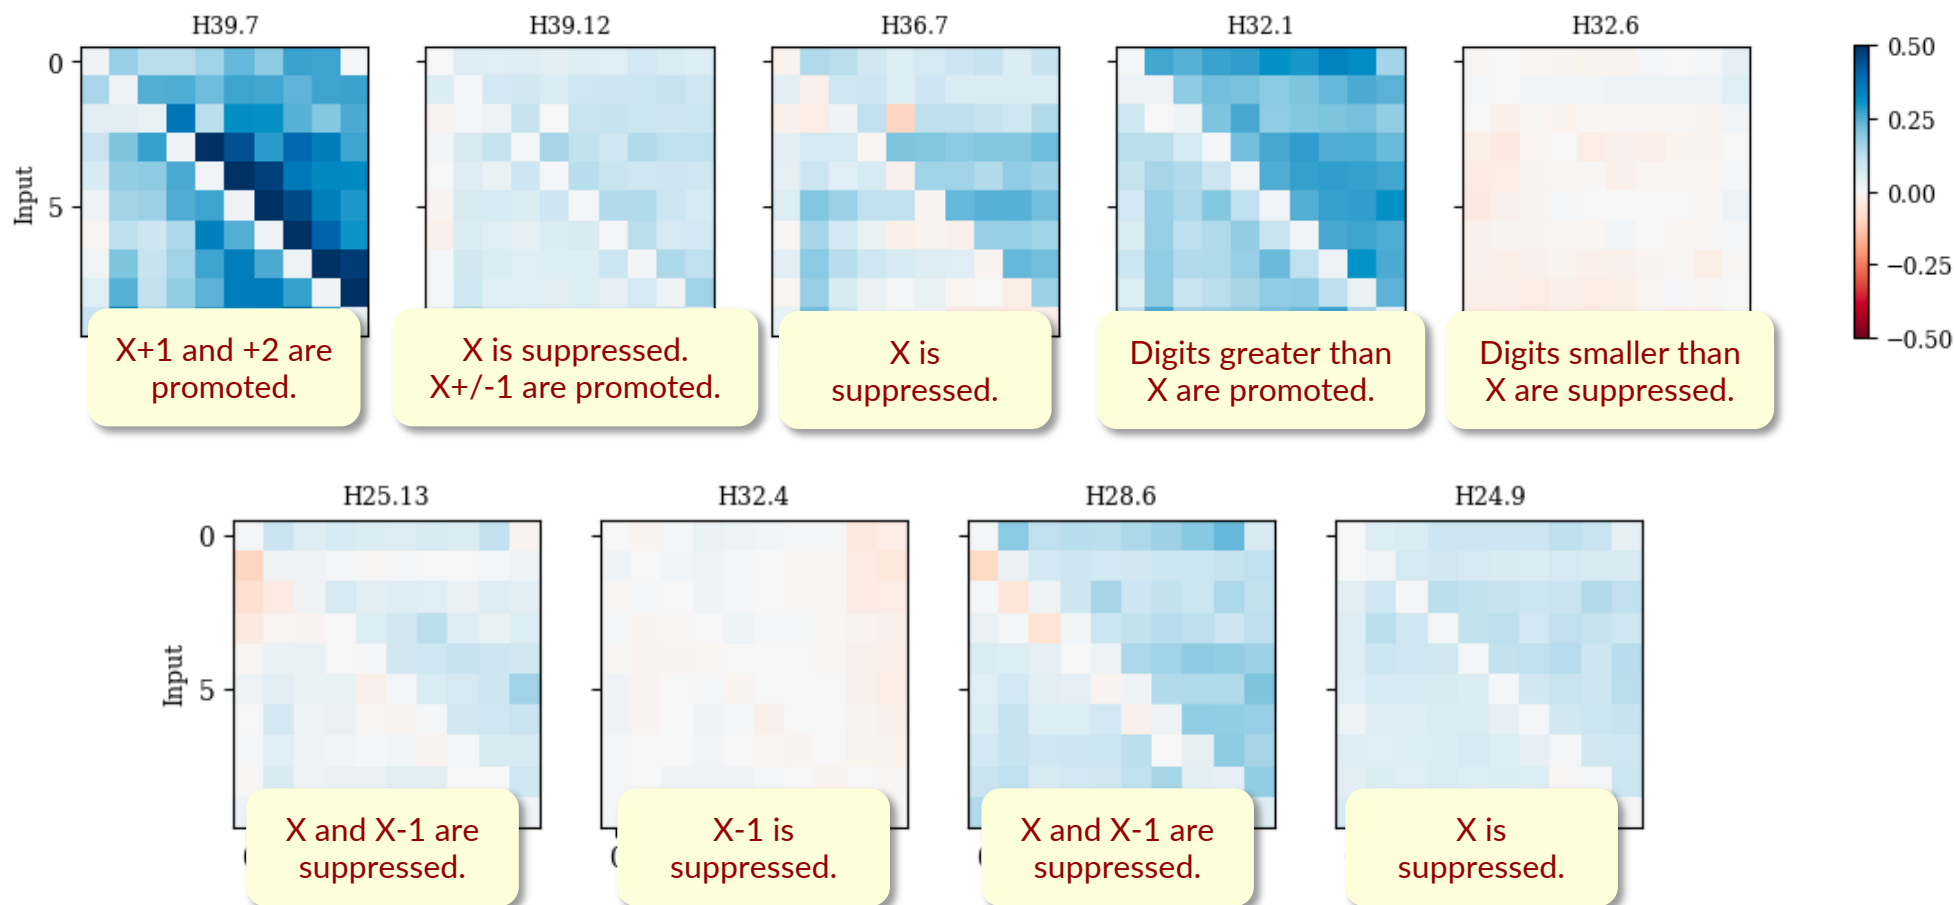 H39.7
H39.12
H36.7
H32.1
H32.6
0
5
Input
0.50
0.25
0.00
−0.25
−0.50
X+1 and +2 are
promoted.
X is suppressed.
X+/-1 are promoted.
X is
suppressed.
Digits greater than
X are promoted.
Digits smaller than
X are suppressed.
H25.13
H32.4
H28.6
H24.9
0
5
Input
X and X-1 are
suppressed.
X-1 is
suppressed.
X and X-1 are
suppressed.
X is
suppressed.